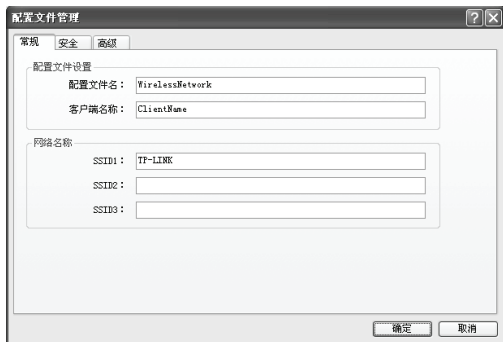 配置文件管理
常规 安全 高级
配置文件设置
配置文件名： WirelessNetwork
客户端名称： ClientName
网络名称
SSID1： TP-LINK
SSID2：
SSID3：
确定 取消